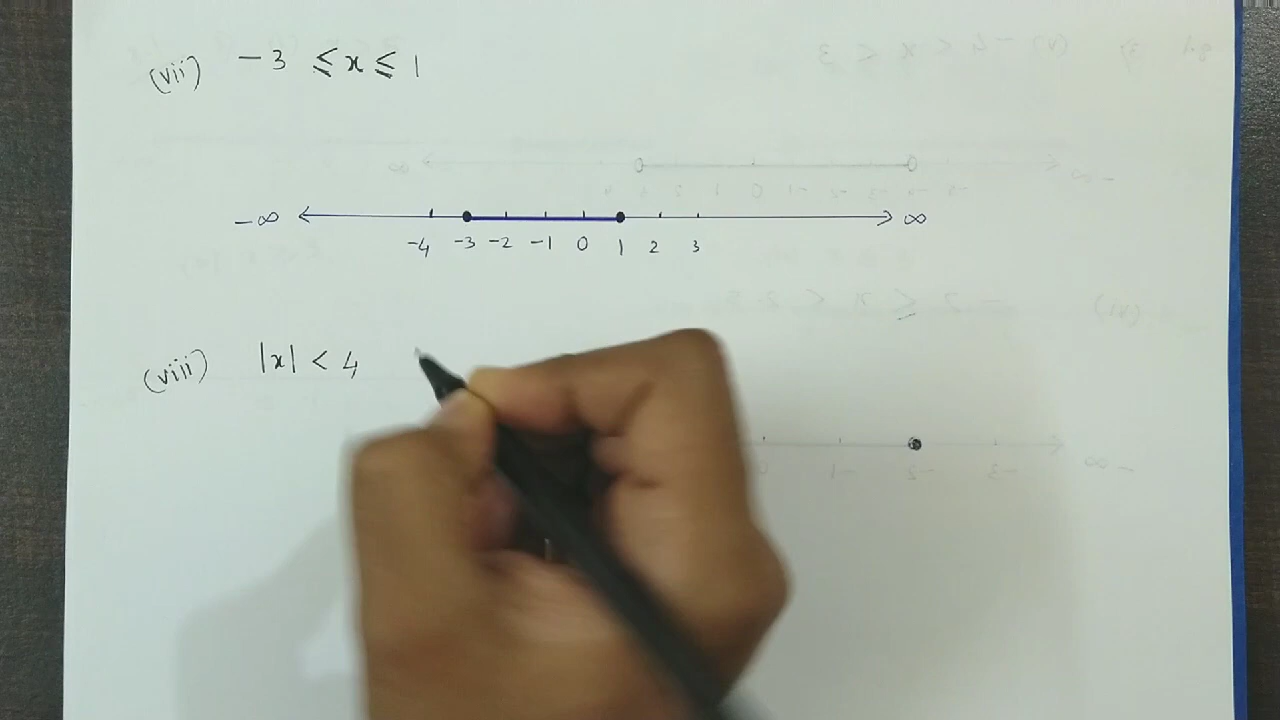 (vii) -3 ≤ x ≤ 1
-∞ ∞
-4 -3 -2 -1 0 1 2 3
(viii) |x| < 4